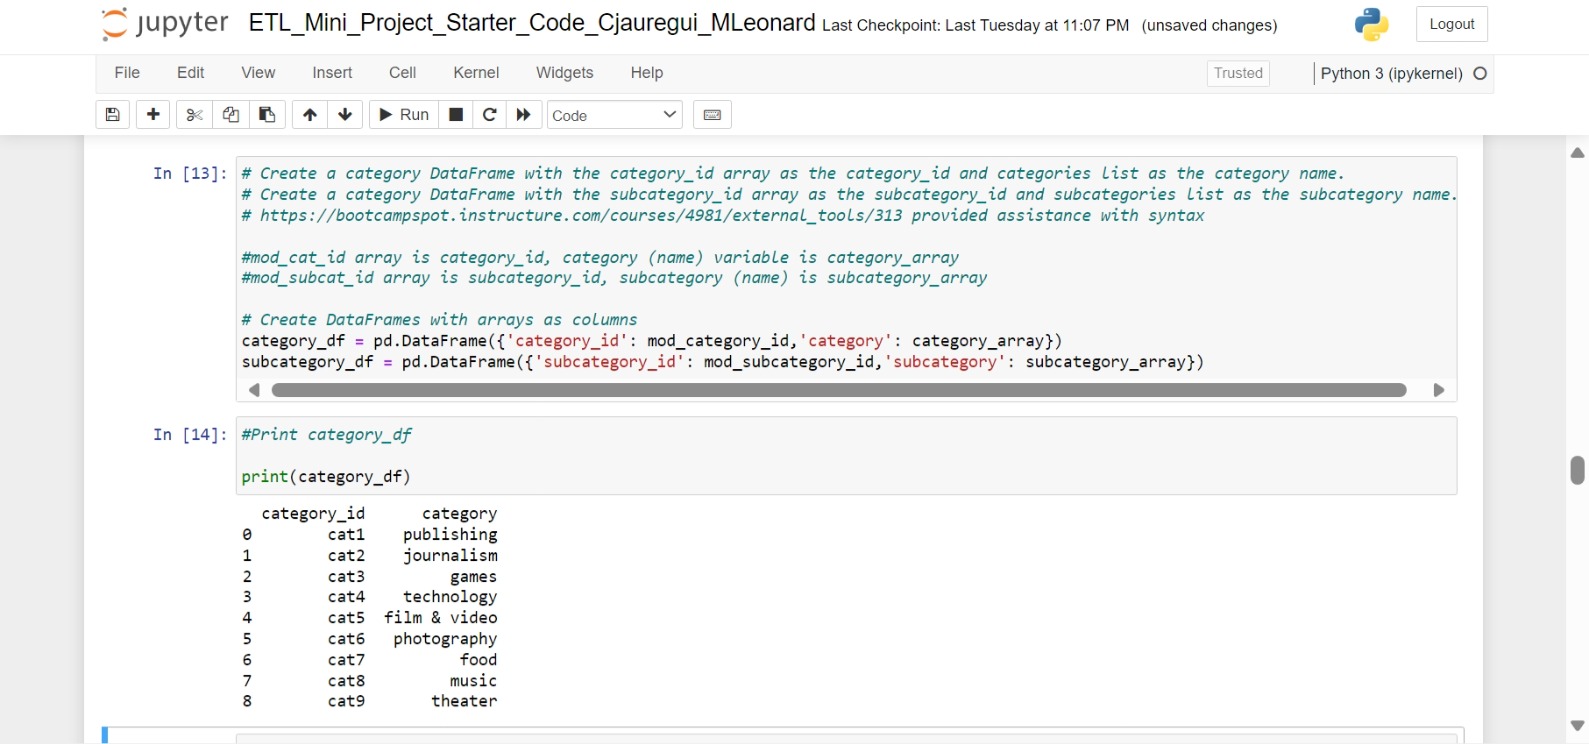 jupyter ETL_Mini_Project_Starter_Code_Cjauregui_MLeonard Last Checkpoint: Last Tuesday at 11:07 PM (unsaved changes) Logout
File Edit View Insert Cell Kernel Widgets Help Trusted Python 3 (ipykernel)
Run Code
In [13]: # Create a category DataFrame with the category_id array as the category_id and categories list as the category name.
# Create a category DataFrame with the subcategory_id array as the subcategory_id and subcategories list as the subcategory name.
# https://bootcampspot.instructure.com/courses/4981/external_tools/313 provided assistance with syntax
#mod_cat_id array is category_id, category (name) variable is category_array
#mod_subcat_id array is subcategory_id, subcategory (name) is subcategory_array
# Create DataFrames with arrays as columns
category_df = pd.DataFrame({'category_id': mod_category_id,'category': category_array})
subcategory_df = pd.DataFrame({'subcategory_id': mod_subcategory_id,'subcategory': subcategory_array})
In [14]: #Print category_df
print(category_df)
category_id category
0 cat1 publishing
1 cat2 journalism
2 cat3 games
3 cat4 technology
4 cat5 film & video
5 cat6 photography
6 cat7 food
7 cat8 music
8 cat9 theater